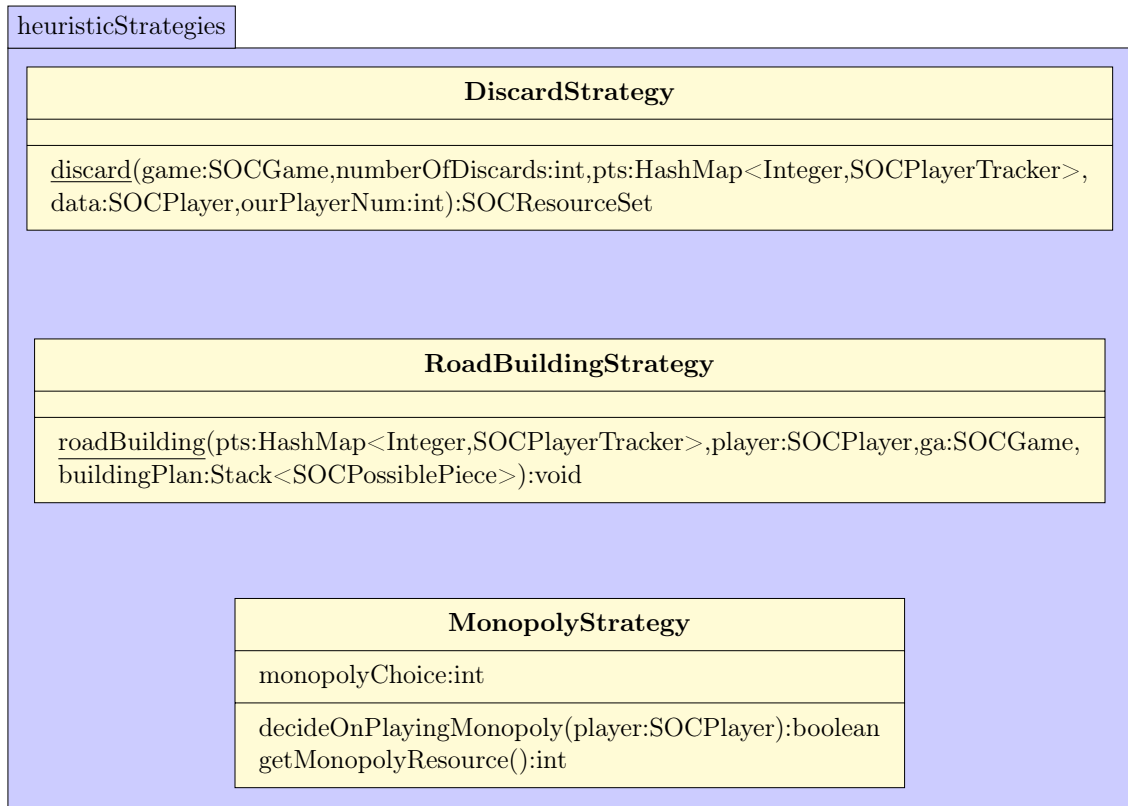 heuristicStrategies
DiscardStrategy
discard(game:SOCGame,numberOfDiscards:int,pts:HashMap<Integer,SOCPlayerTracker>,
data:SOCPlayer,ourPlayerNum:int):SOCResourceSet
RoadBuildingStrategy
roadBuilding(pts:HashMap<Integer,SOCPlayerTracker>,player:SOCPlayer,ga:SOCGame,
buildingPlan:Stack<SOCPossiblePiece>):void
MonopolyStrategy
monopolyChoice:int
decideOnPlayingMonopoly(player:SOCPlayer):boolean
getMonopolyResource():int